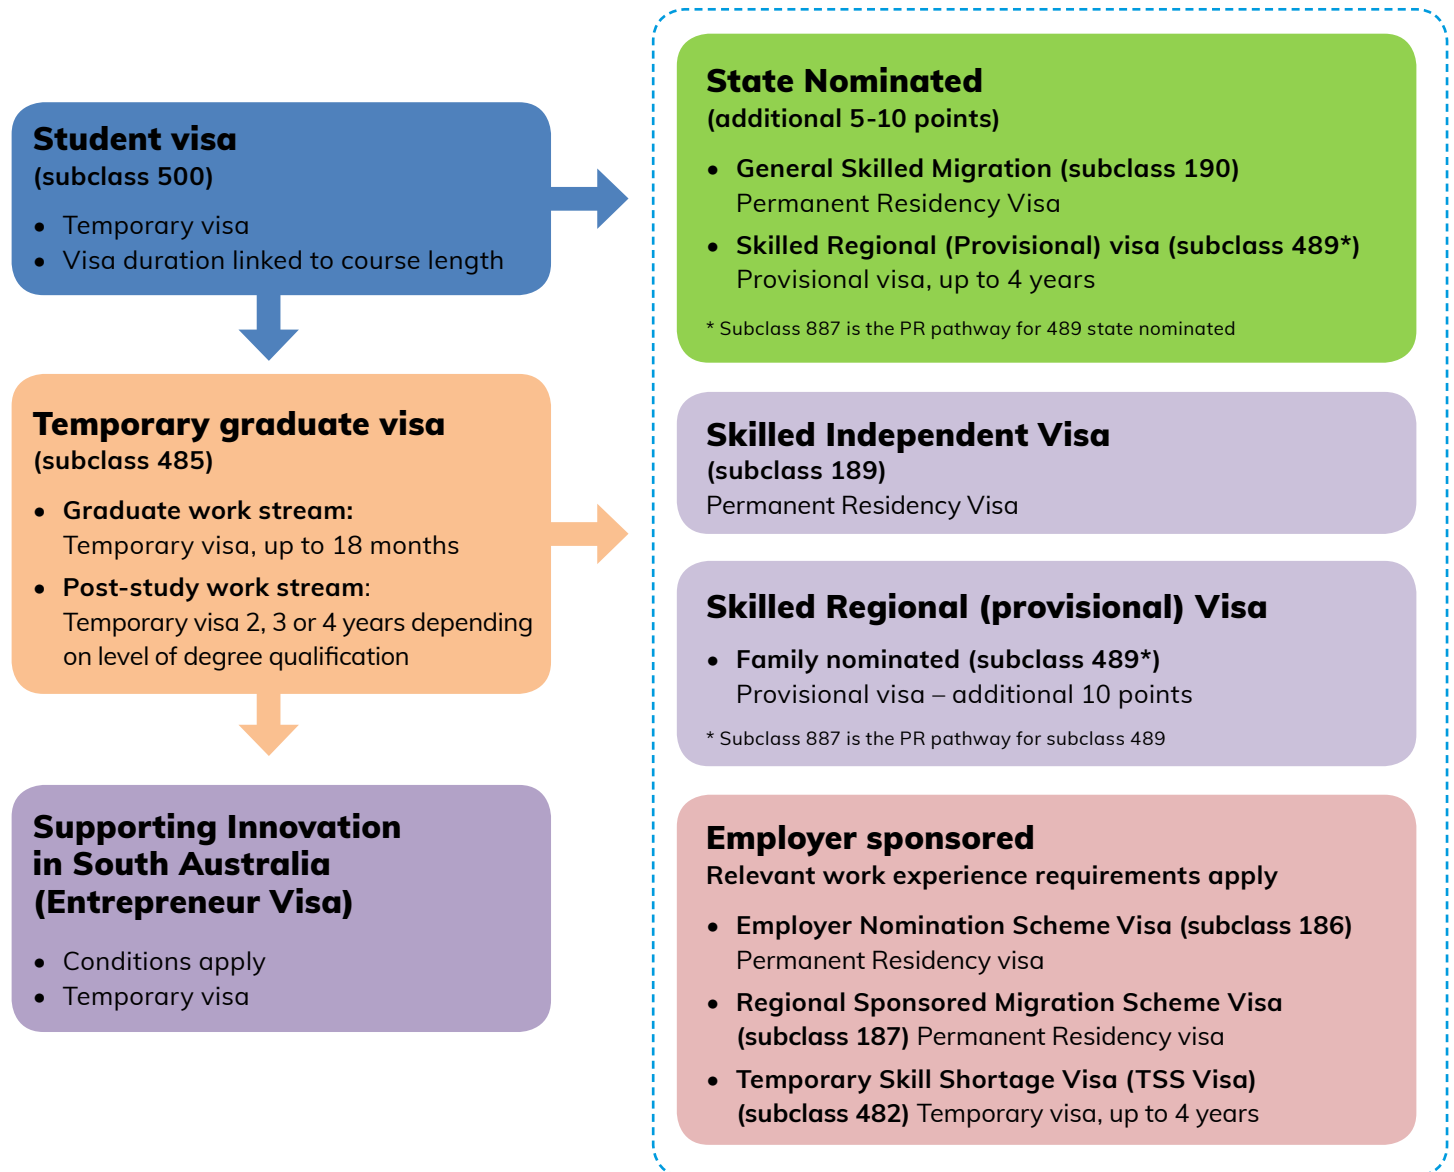 Student visa
(subclass 500)
• Temporary visa
• Visa duration linked to course length
Temporary graduate visa
(subclass 485)
• Graduate work stream:
Temporary visa, up to 18 months
• Post-study work stream:
Temporary visa 2, 3 or 4 years depending
on level of degree qualification
Supporting Innovation
in South Australia
(Entrepreneur Visa)
• Conditions apply
• Temporary visa
State Nominated
(additional 5-10 points)
• General Skilled Migration (subclass 190)
Permanent Residency Visa
• Skilled Regional (Provisional) visa (subclass 489*)
Provisional visa, up to 4 years
* Subclass 887 is the PR pathway for 489 state nominated
Skilled Independent Visa
(subclass 189)
Permanent Residency Visa
Skilled Regional (provisional) Visa
• Family nominated (subclass 489*)
Provisional visa – additional 10 points
* Subclass 887 is the PR pathway for subclass 489
Employer sponsored
Relevant work experience requirements apply
• Employer Nomination Scheme Visa (subclass 186)
Permanent Residency visa
• Regional Sponsored Migration Scheme Visa
(subclass 187) Permanent Residency visa
• Temporary Skill Shortage Visa (TSS Visa)
(subclass 482) Temporary visa, up to 4 years